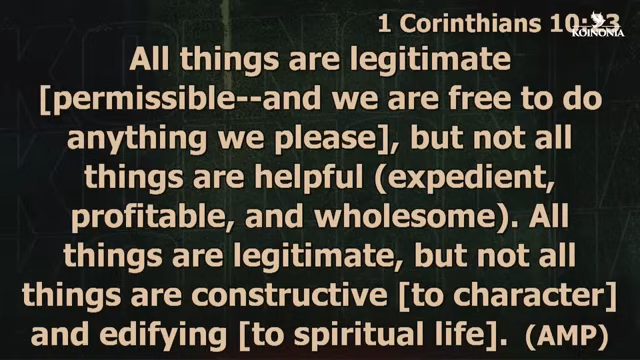 1 Corinthians 10:23
KOINONIA
All things are legitimate
[permissible--and we are free to do
anything we please], but not all
things are helpful (expedient,
profitable, and wholesome). All
things are legitimate, but not all
things are constructive [to character]
and edifying [to spiritual life]. (AMP)